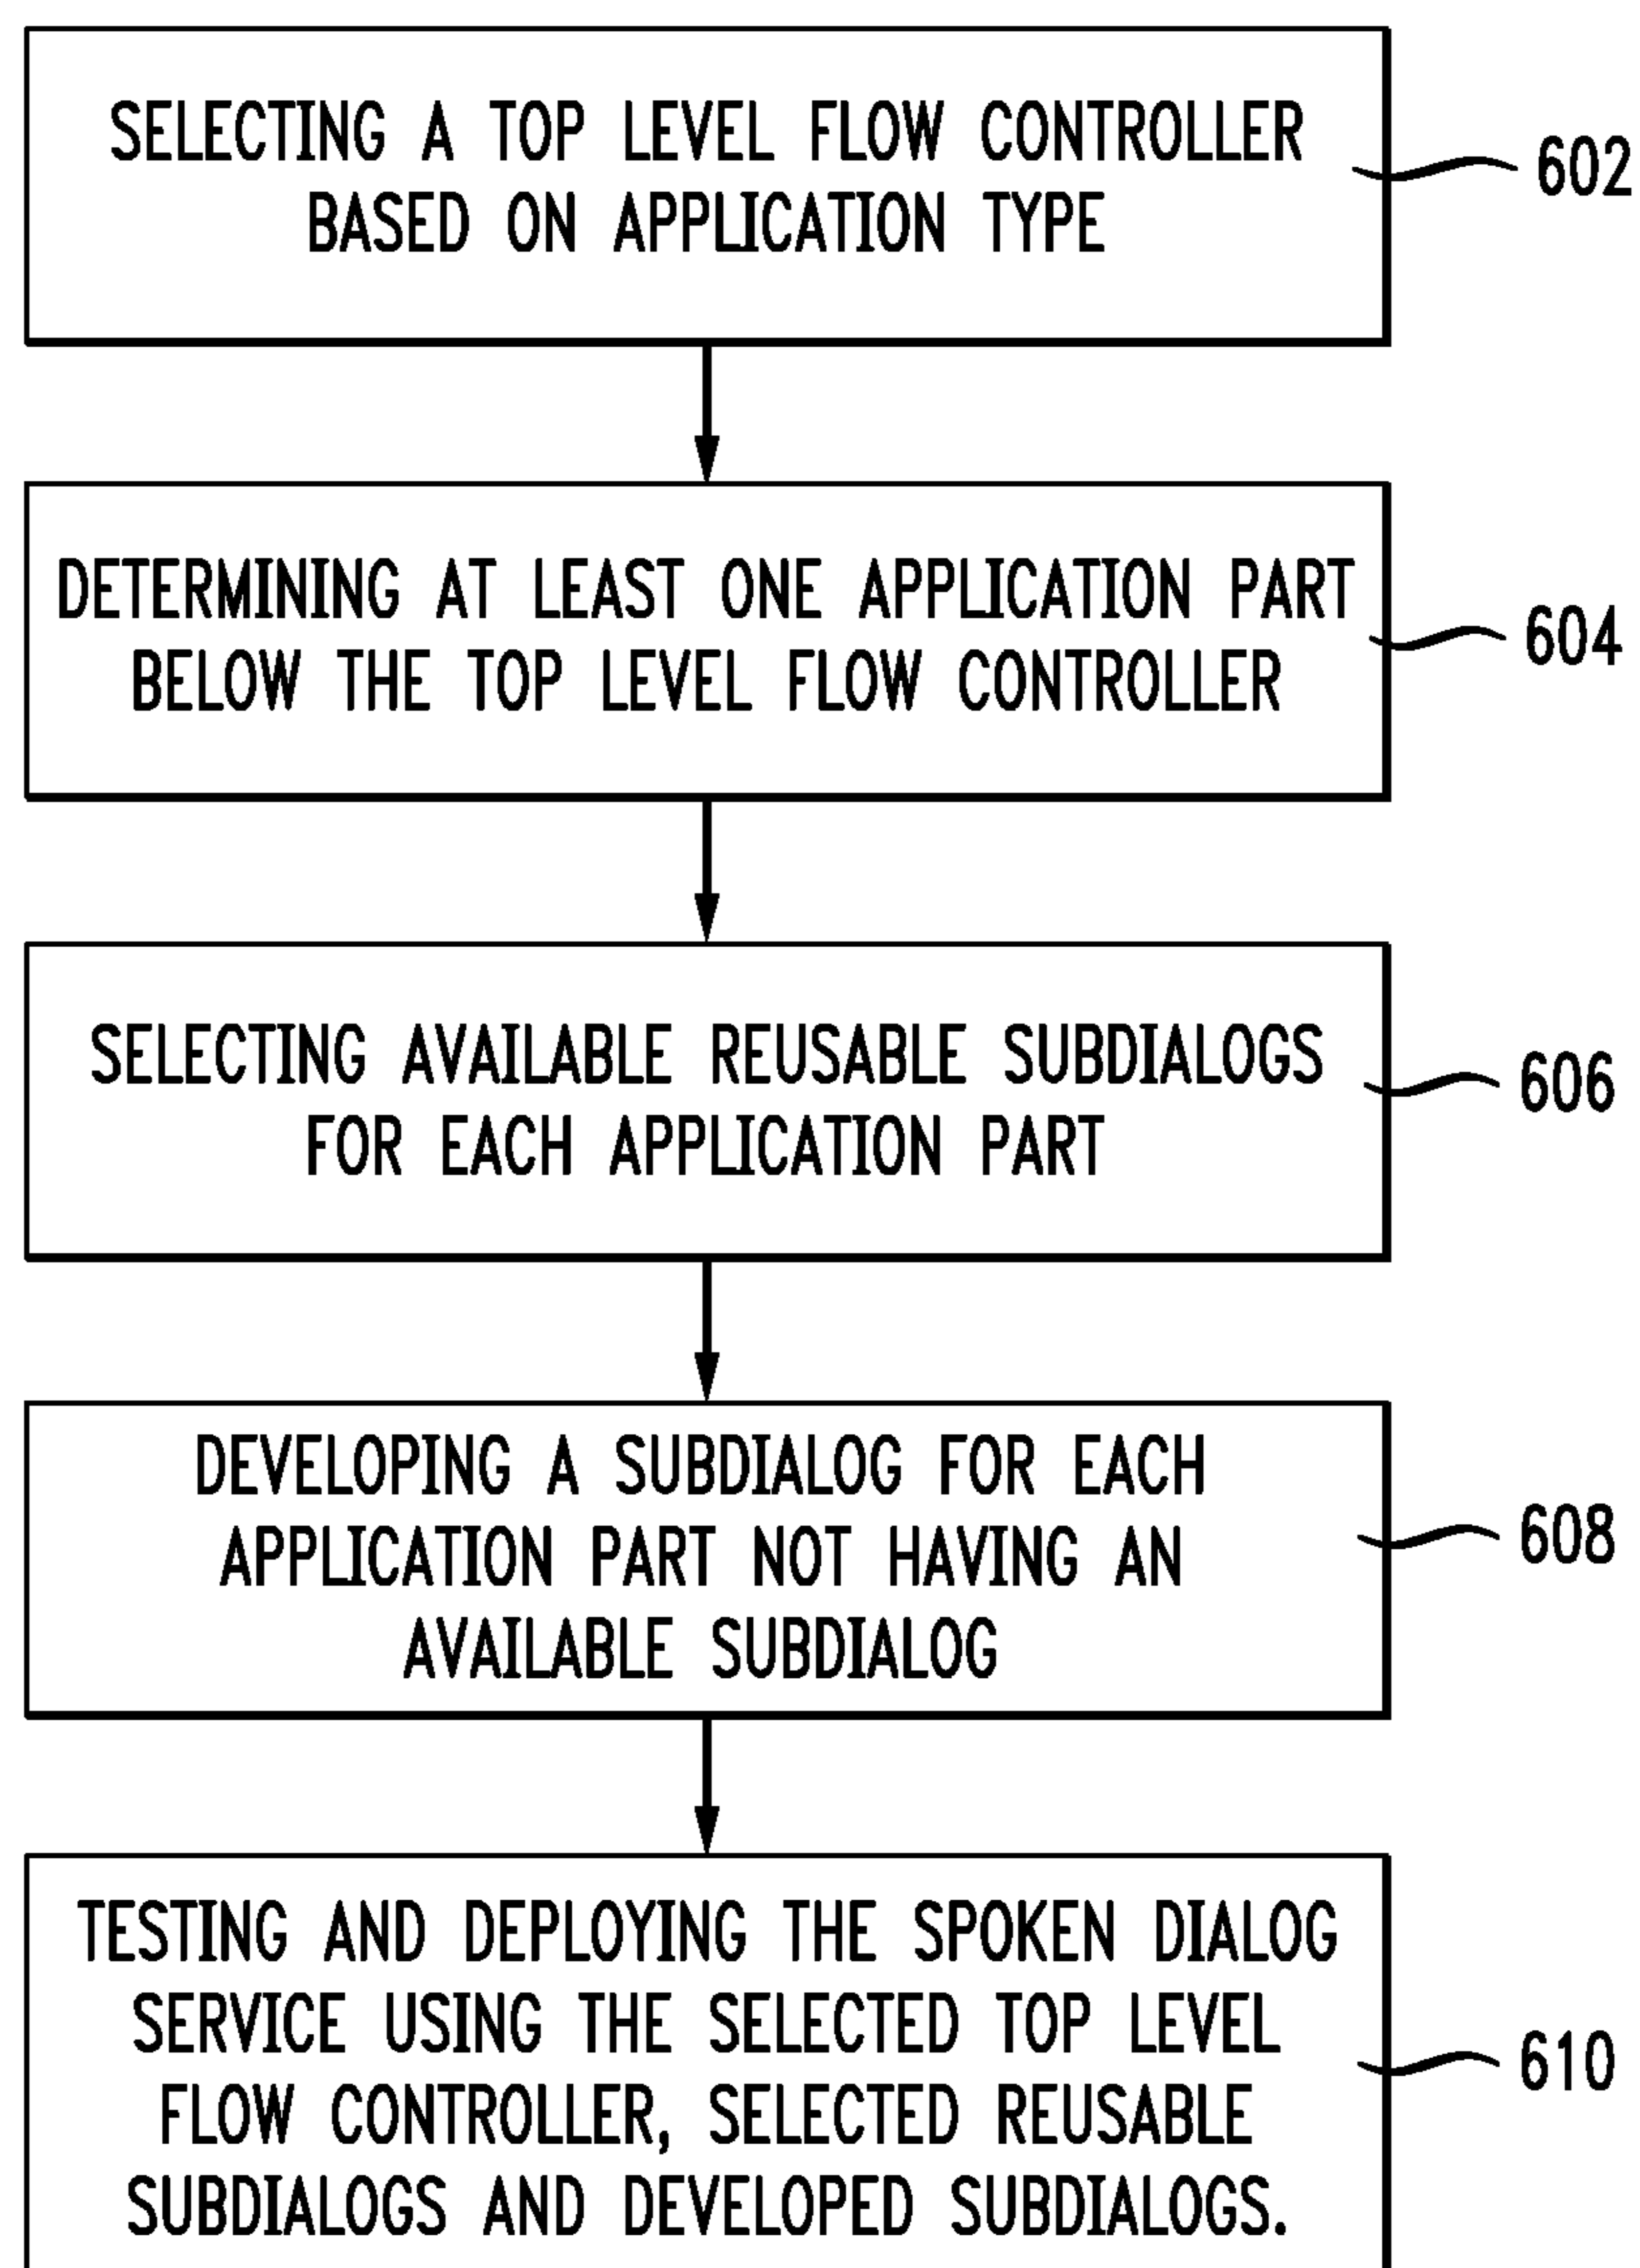 SELECTING A TOP LEVEL FLOW CONTROLLER
BASED ON APPLICATION TYPE
602
DETERMINING AT LEAST ONE APPLICATION PART
BELOW THE TOP LEVEL FLOW CONTROLLER
604
SELECTING AVAILABLE REUSABLE SUBDIALOGS
FOR EACH APPLICATION PART
606
DEVELOPING A SUBDIALOG FOR EACH
APPLICATION PART NOT HAVING AN
AVAILABLE SUBDIALOG
608
TESTING AND DEPLOYING THE SPOKEN DIALOG
SERVICE USING THE SELECTED TOP LEVEL
FLOW CONTROLLER, SELECTED REUSABLE
SUBDIALOGS AND DEVELOPED SUBDIALOGS.
610